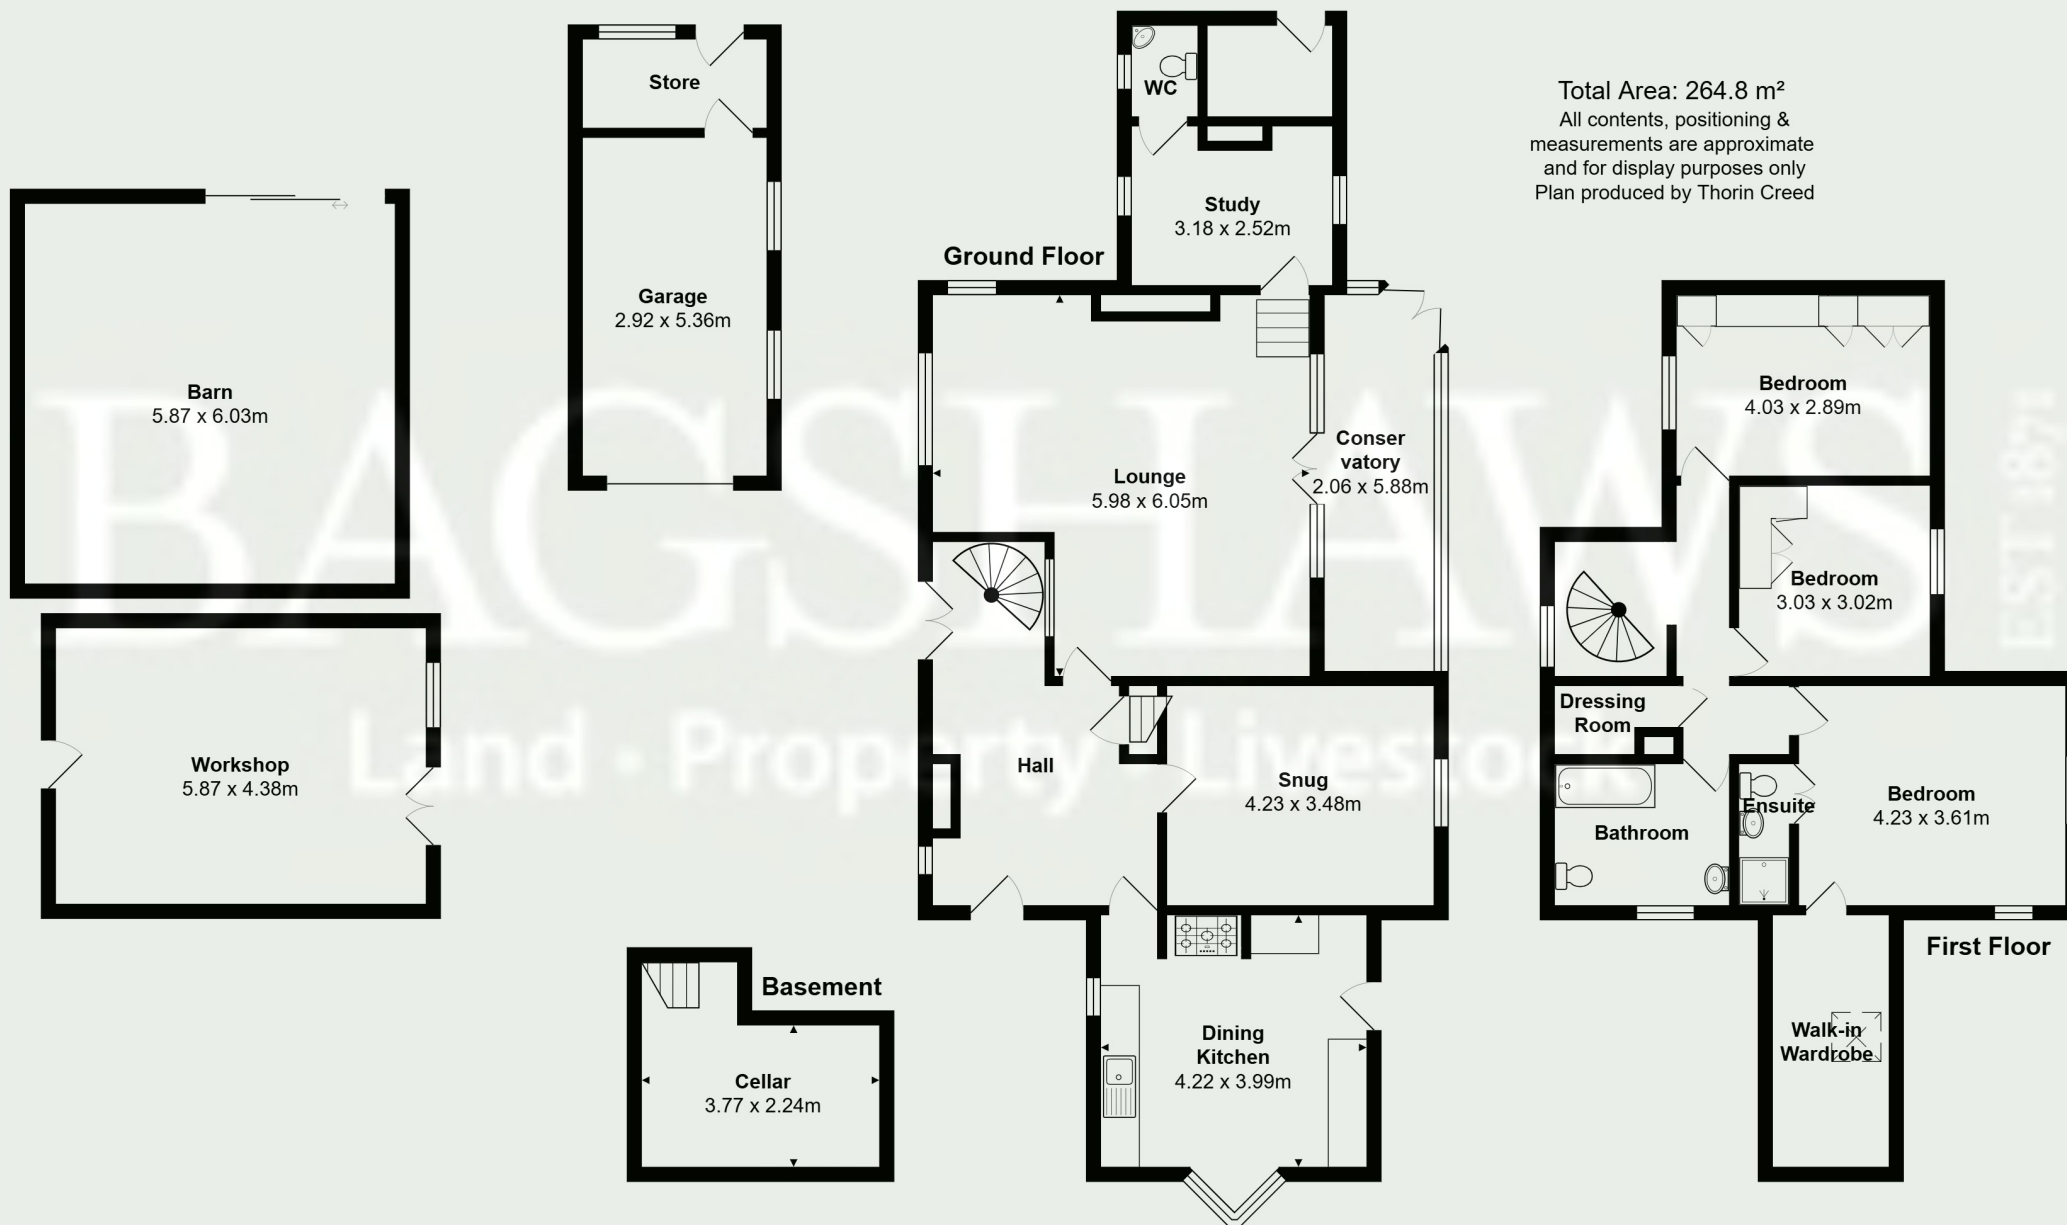 Total Area: 264.8 m²
All contents, positioning &
measurements are approximate
and for display purposes only
Plan produced by Thorin Creed
Store
Garage
2.92 x 5.36m
Barn
5.87 x 6.03m
Workshop
5.87 x 4.38m
Basement
Cellar
3.77 x 2.24m
Ground Floor
WC
Study
3.18 x 2.52m
Lounge
5.98 x 6.05m
Conser
vatory
2.06 x 5.88m
Hall
Snug
4.23 x 3.48m
Dining
Kitchen
4.22 x 3.99m
First Floor
Bedroom
4.03 x 2.89m
Bedroom
3.03 x 3.02m
Dressing
Room
Bathroom
Ensuite
Bedroom
4.23 x 3.61m
Walk-in
Wardrobe
BAGSHAWS
EST 1871
Land · Property · Livestock